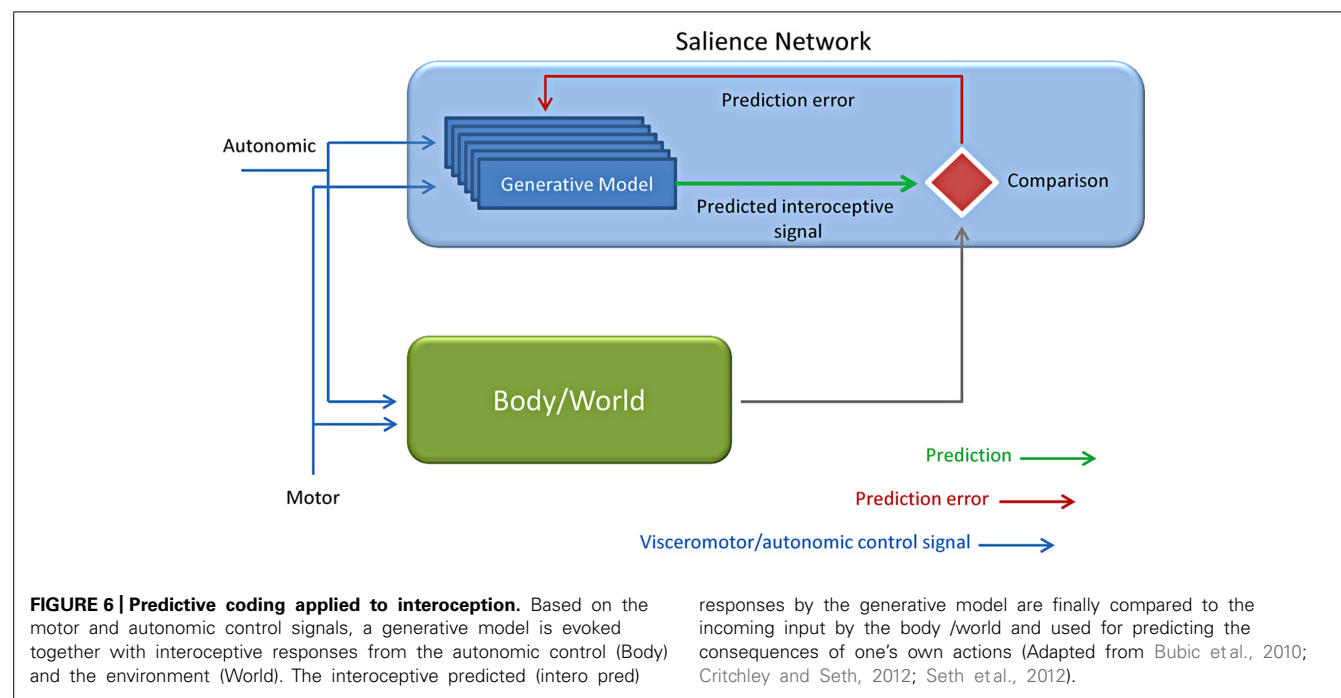 Salience Network
Prediction error
Autonomic
Generative Model
Comparison
Predicted interoceptive
signal
Body/World
Motor
Prediction
Prediction error
Visceromotor/autonomic control signal
FIGURE 6 | Predictive coding applied to interoception. Based on the
motor and autonomic control signals, a generative model is evoked
together with interoceptive responses from the autonomic control (Body)
and the environment (World). The interoceptive predicted (intero pred)
responses by the generative model are finally compared to the
incoming input by the body /world and used for predicting the
consequences of one's own actions (Adapted from Bubic et al., 2010;
Critchley and Seth, 2012; Seth et al., 2012).